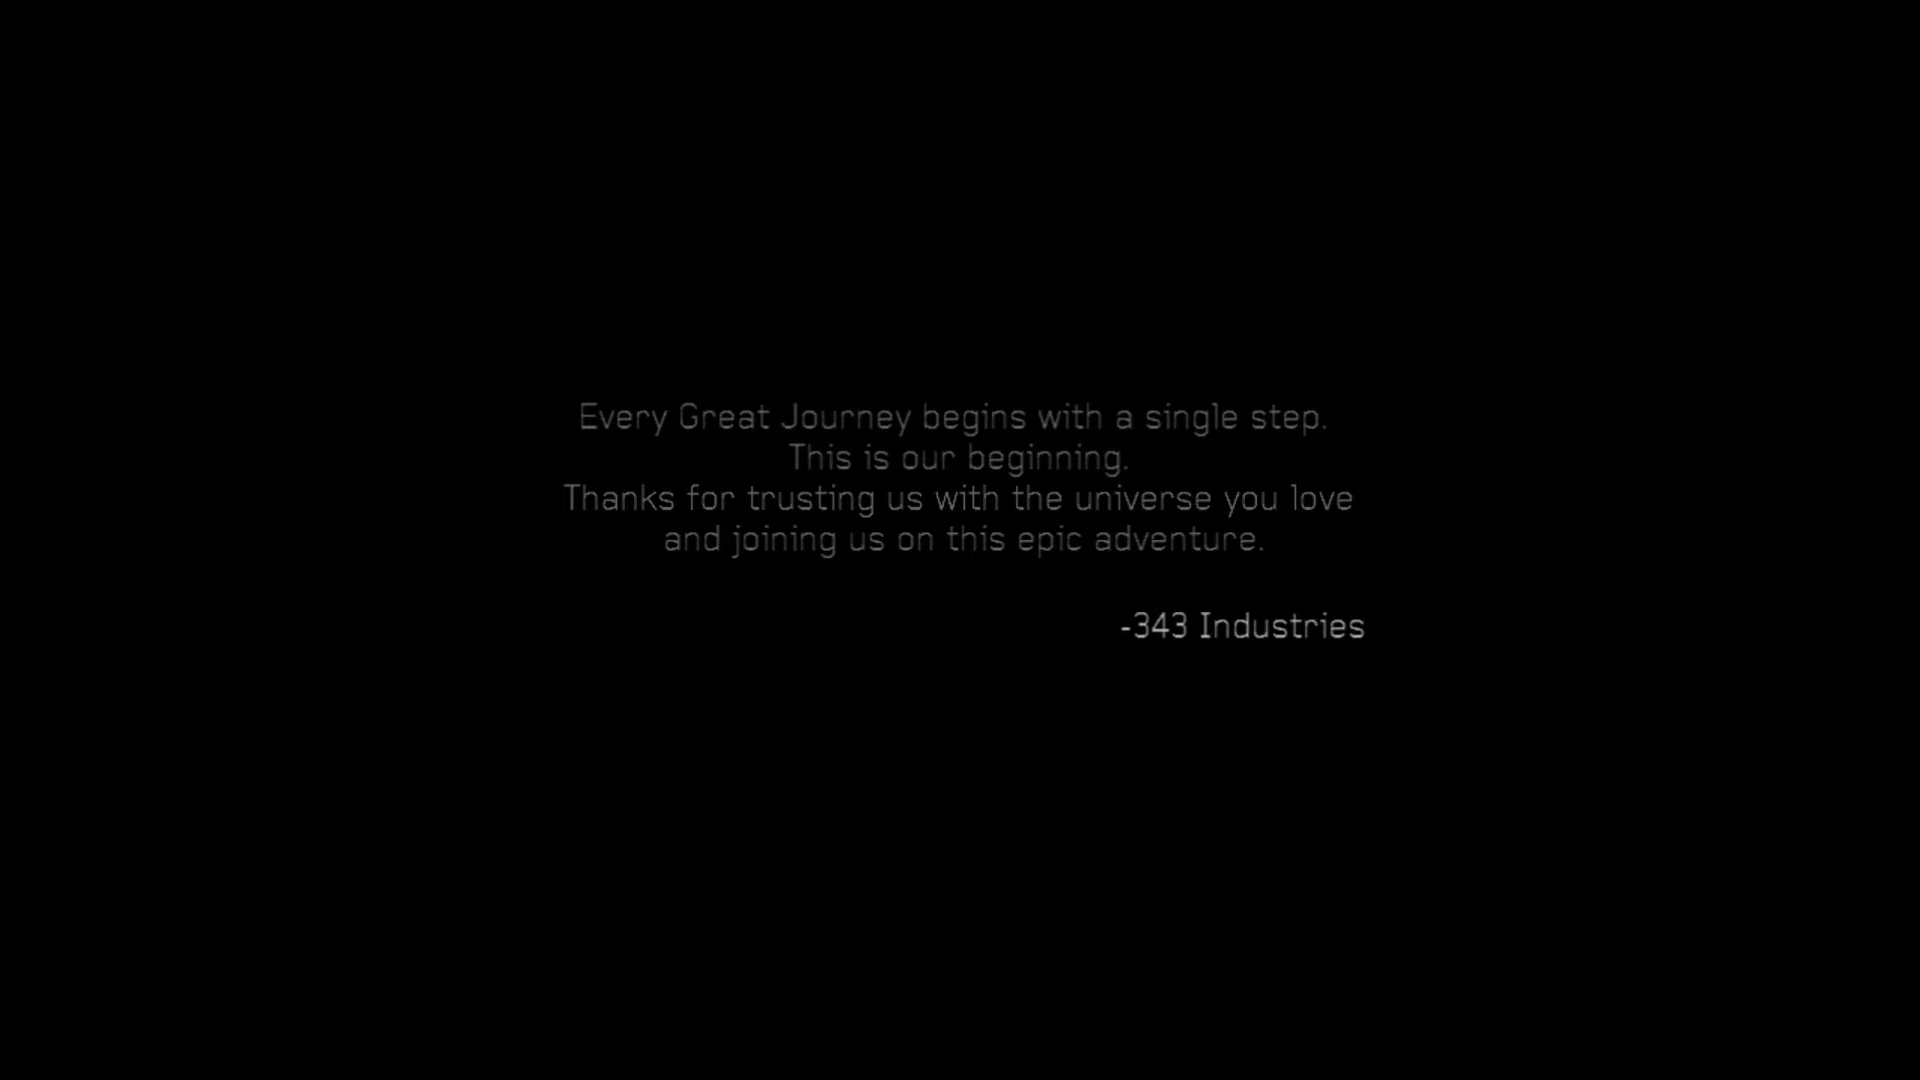 Every Great Journey begins with a single step.
This is our beginning.
Thanks for trusting us with the universe you love
and joining us on this epic adventure.
-343 Industries